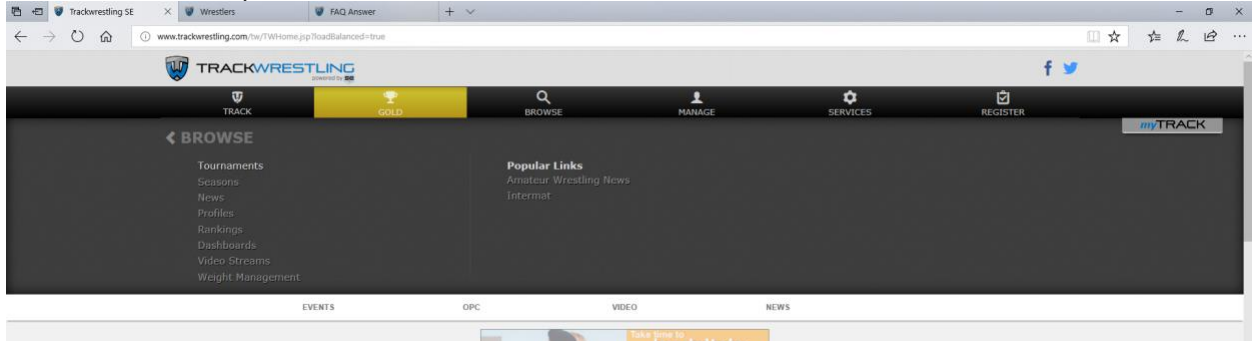 Trackwrestling SE
Wrestlers
FAQ Answer
www.trackwrestling.com/tw/TWHome.jsp?loadBalanced=true
TRACKWRESTLING
powered by
TRACK
GOLD
BROWSE
MANAGE
SERVICES
REGISTER
myTRACK
BROWSE
Tournaments
Seasons
News
Profiles
Rankings
Dashboards
Video Streams
Weight Management
Popular Links
Amateur Wrestling News
Intermat
EVENTS
OPC
VIDEO
NEWS
Take time to